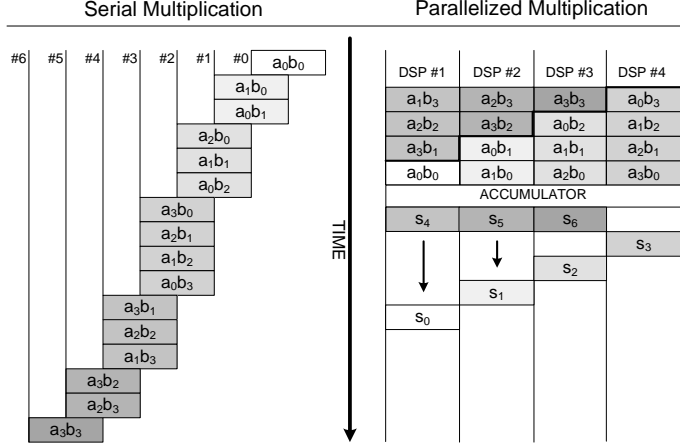 Serial Multiplication
#6 #5 #4 #3 #2 #1 #0
a₀b₀
a₁b₀
a₀b₁
a₂b₀
a₁b₁
a₀b₂
a₃b₀
a₂b₁
a₁b₂
a₀b₃
a₃b₁
a₂b₂
a₁b₃
a₃b₂
a₂b₃
a₃b₃
TIME
Parallelized Multiplication
DSP #1 DSP #2 DSP #3 DSP #4
a₁b₃ a₂b₃ a₃b₃ a₀b₃
a₂b₂ a₃b₂ a₀b₂ a₁b₂
a₃b₁ a₀b₁ a₁b₁ a₂b₁
a₀b₀ a₁b₀ a₂b₀ a₃b₀
ACCUMULATOR
s₄ s₅ s₆
s₃
s₂
s₁
s₀